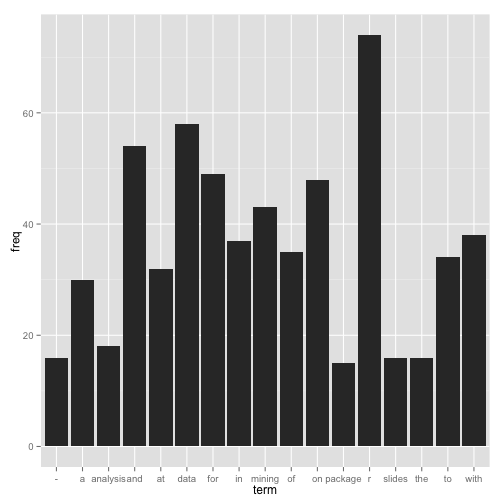 freq
60
40
20
0
- a analysis and at data for in mining of on package r slides the to with
term